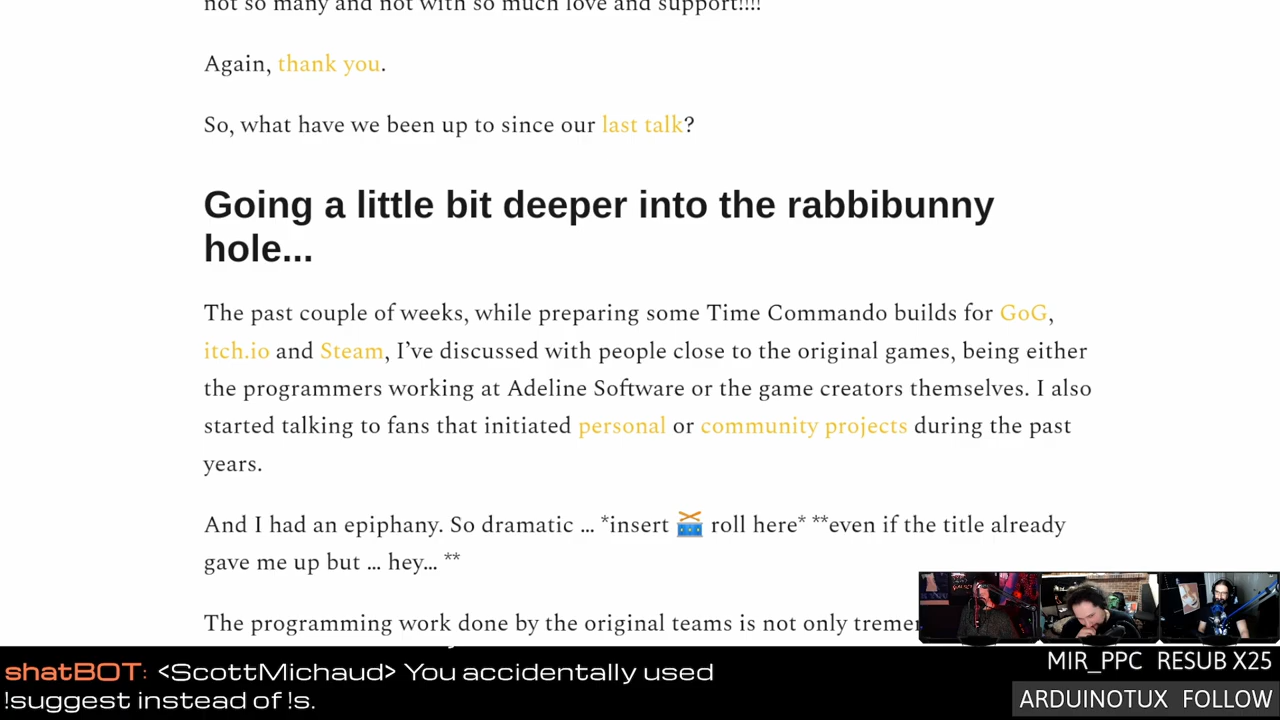 not so many and not with so much love and support!!!!
Again, thank you.
So, what have we been up to since our last talk?
Going a little bit deeper into the rabbibunny
hole...
The past couple of weeks, while preparing some Time Commando builds for GoG,
itch.io and Steam, I’ve discussed with people close to the original games, being either
the programmers working at Adeline Software or the game creators themselves. I also
started talking to fans that initiated personal or community projects during the past
years.
And I had an epiphany. So dramatic … *insert 🥁 roll here* **even if the title already
gave me up but … hey… **
The programming work done by the original teams is not only
shatBOT: <ScottMichaud> You accidentally used
!suggest instead of !s.
MIR_PPC RESUB X25
ARDUINOTUX FOLLOW